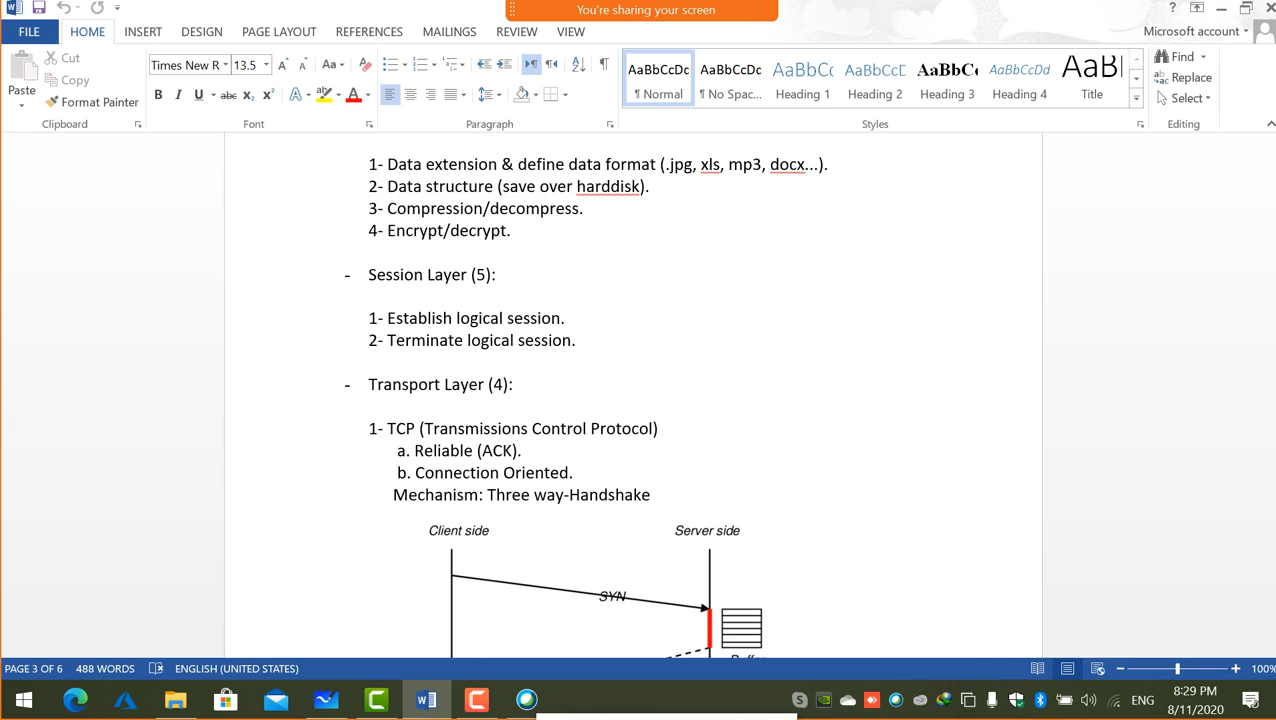 You're sharing your screen
?
FILE HOME INSERT DESIGN PAGE LAYOUT REFERENCES MAILINGS REVIEW VIEW Microsoft account
Paste
Cut
Copy
Format Painter
Clipboard
Times New R 13.5
Font
Paragraph
AaBbCcDc
¶ Normal
AaBbCcDc
¶ No Spac...
AaBbCc
Heading 1
AaBbCcD
Heading 2
AaBbCc
Heading 3
AaBbCcDd
Heading 4
AaB
Title
Styles
Find
Replace
Select
Editing
1- Data extension & define data format (.jpg, xls, mp3, docx...).
2- Data structure (save over harddisk).
3- Compression/decompress.
4- Encrypt/decrypt.
- Session Layer (5):
1- Establish logical session.
2- Terminate logical session.
- Transport Layer (4):
1- TCP (Transmissions Control Protocol)
a. Reliable (ACK).
b. Connection Oriented.
Mechanism: Three way-Handshake
Client side Server side
SYN
PAGE 3 OF 6 488 WORDS ENGLISH (UNITED STATES) 100%
ENG
8:29 PM
8/11/2020